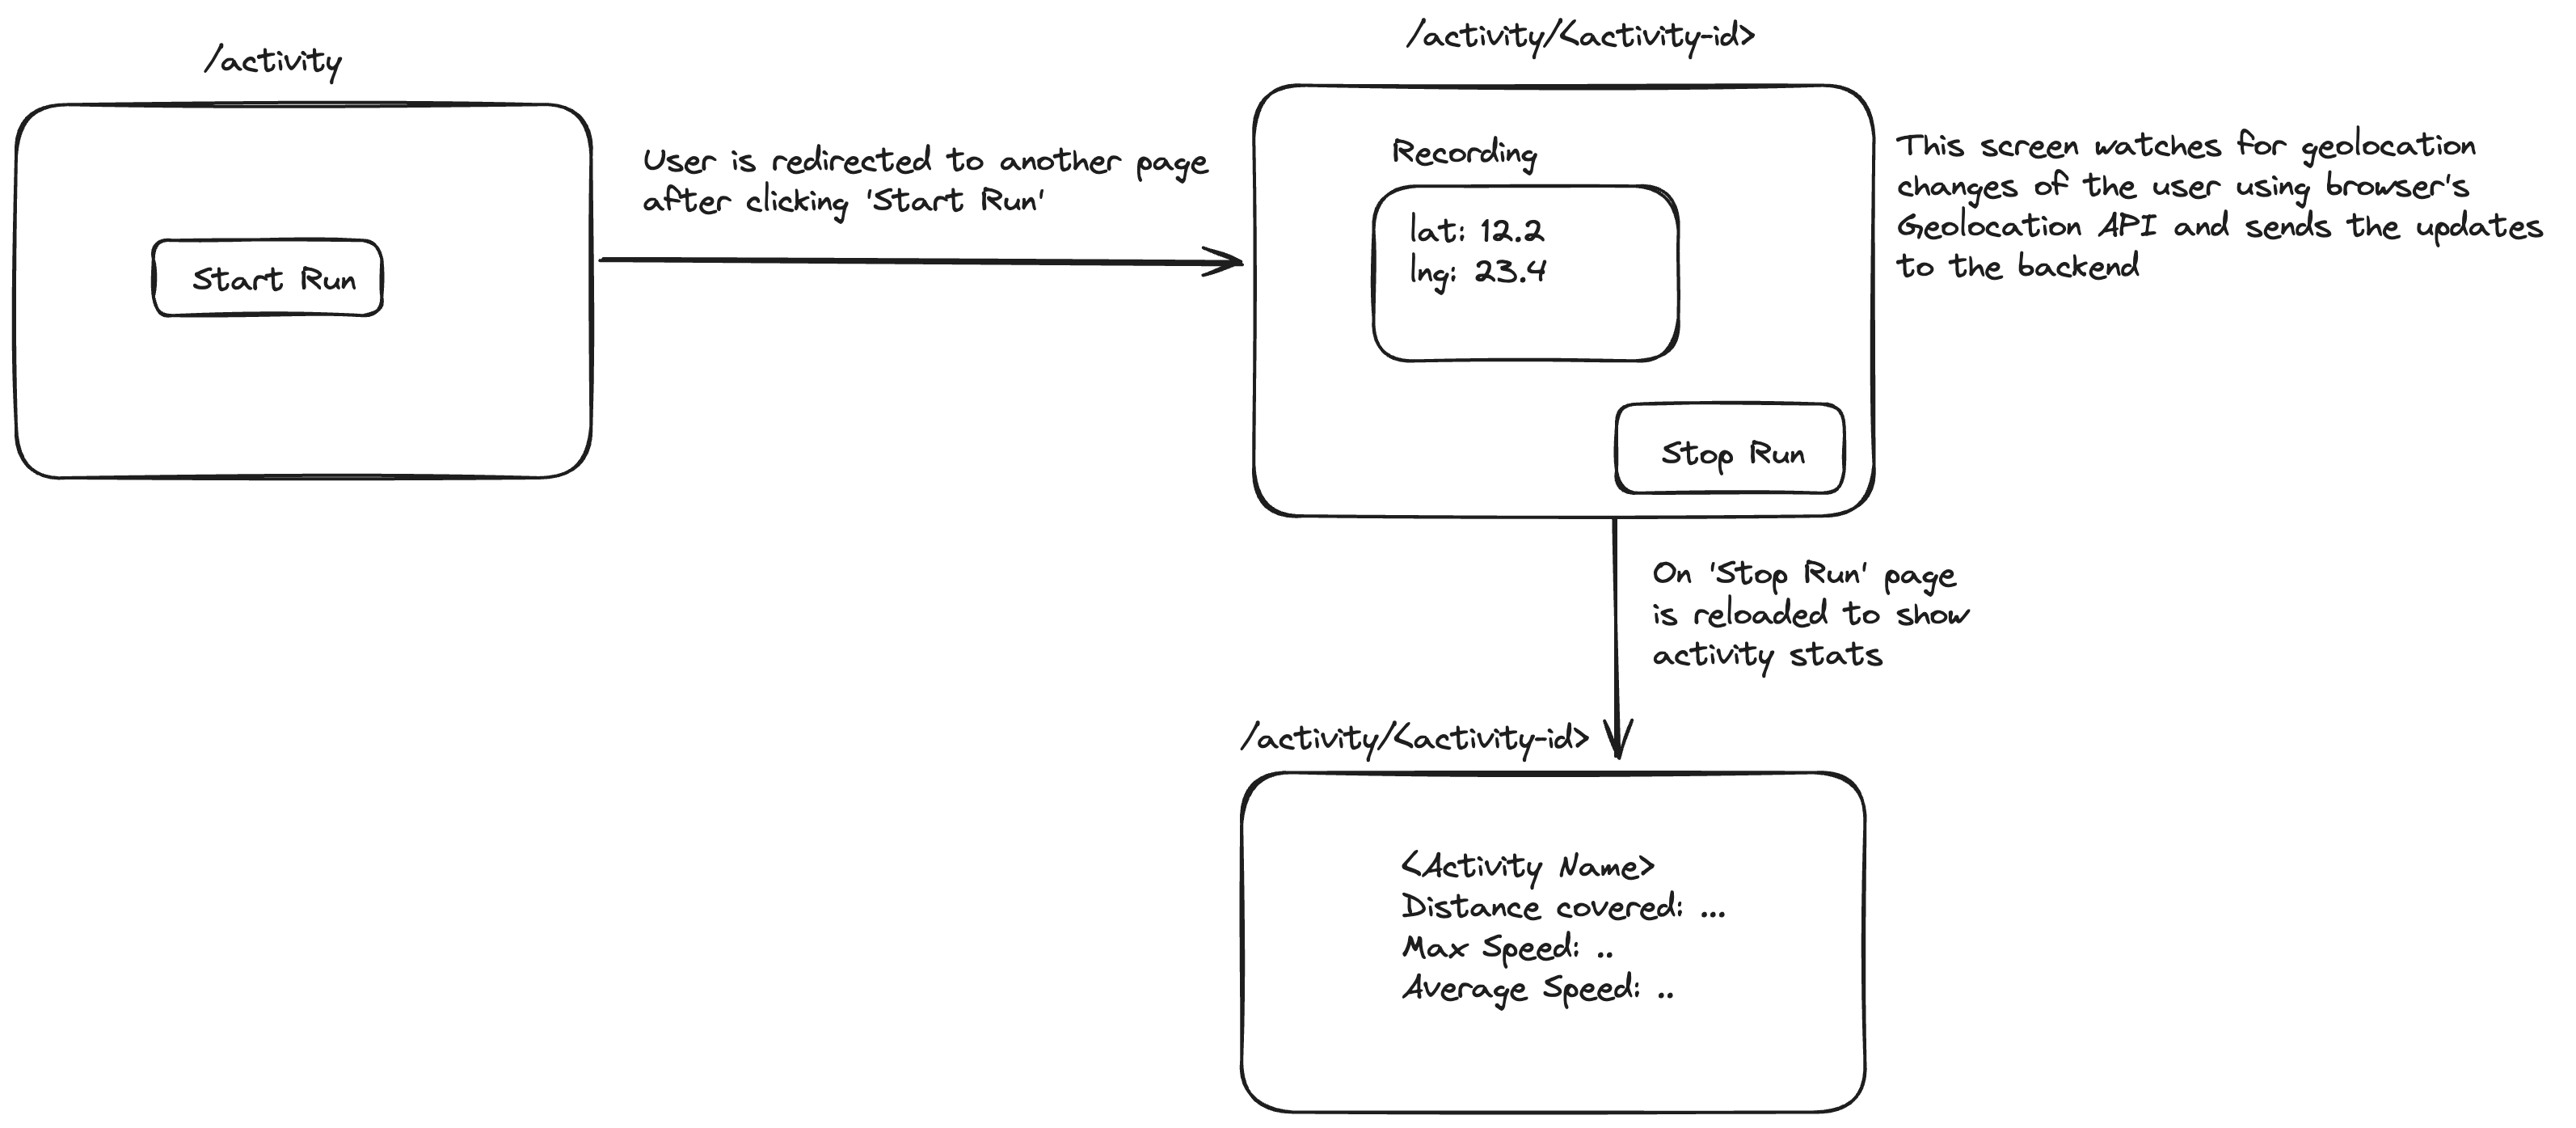 /activity
Start Run
User is redirected to another page
after clicking 'Start Run'
/activity/<activity-id>
Recording
lat: 12.2
lng: 23.4
Stop Run
This screen watches for geolocation
changes of the user using browser's
Geolocation API and sends the updates
to the backend
On 'Stop Run' page
is reloaded to show
activity stats
/activity/<activity-id>
<Activity Name>
Distance covered: ...
Max Speed: ..
Average Speed: ..